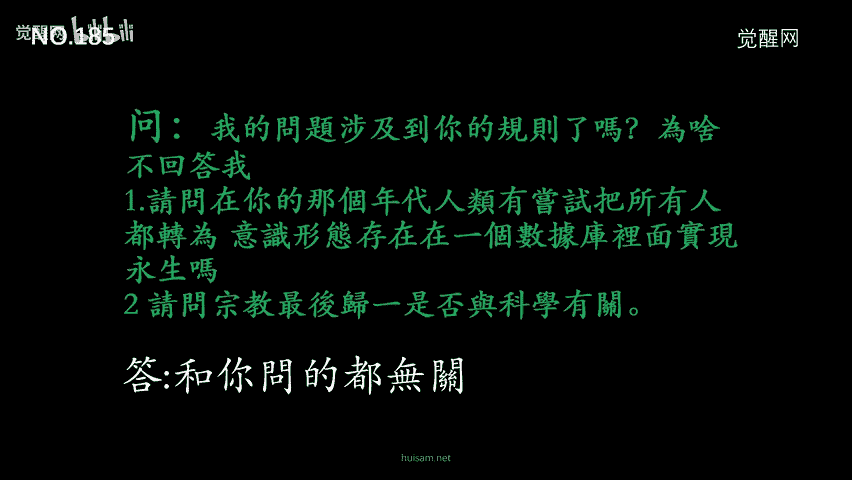 觉醒网 bilibili
NO.185
觉醒网
问：我的問題涉及到你的規則了嗎？為啥
不回答我
1.請問在你的那個年代人類有嘗試把所有人
都轉為 意識形態存在在一個數據庫裡面實現
永生嗎
2 請問宗教最後歸一是否與科學有關。
答:和你問的都無關
huisam.net